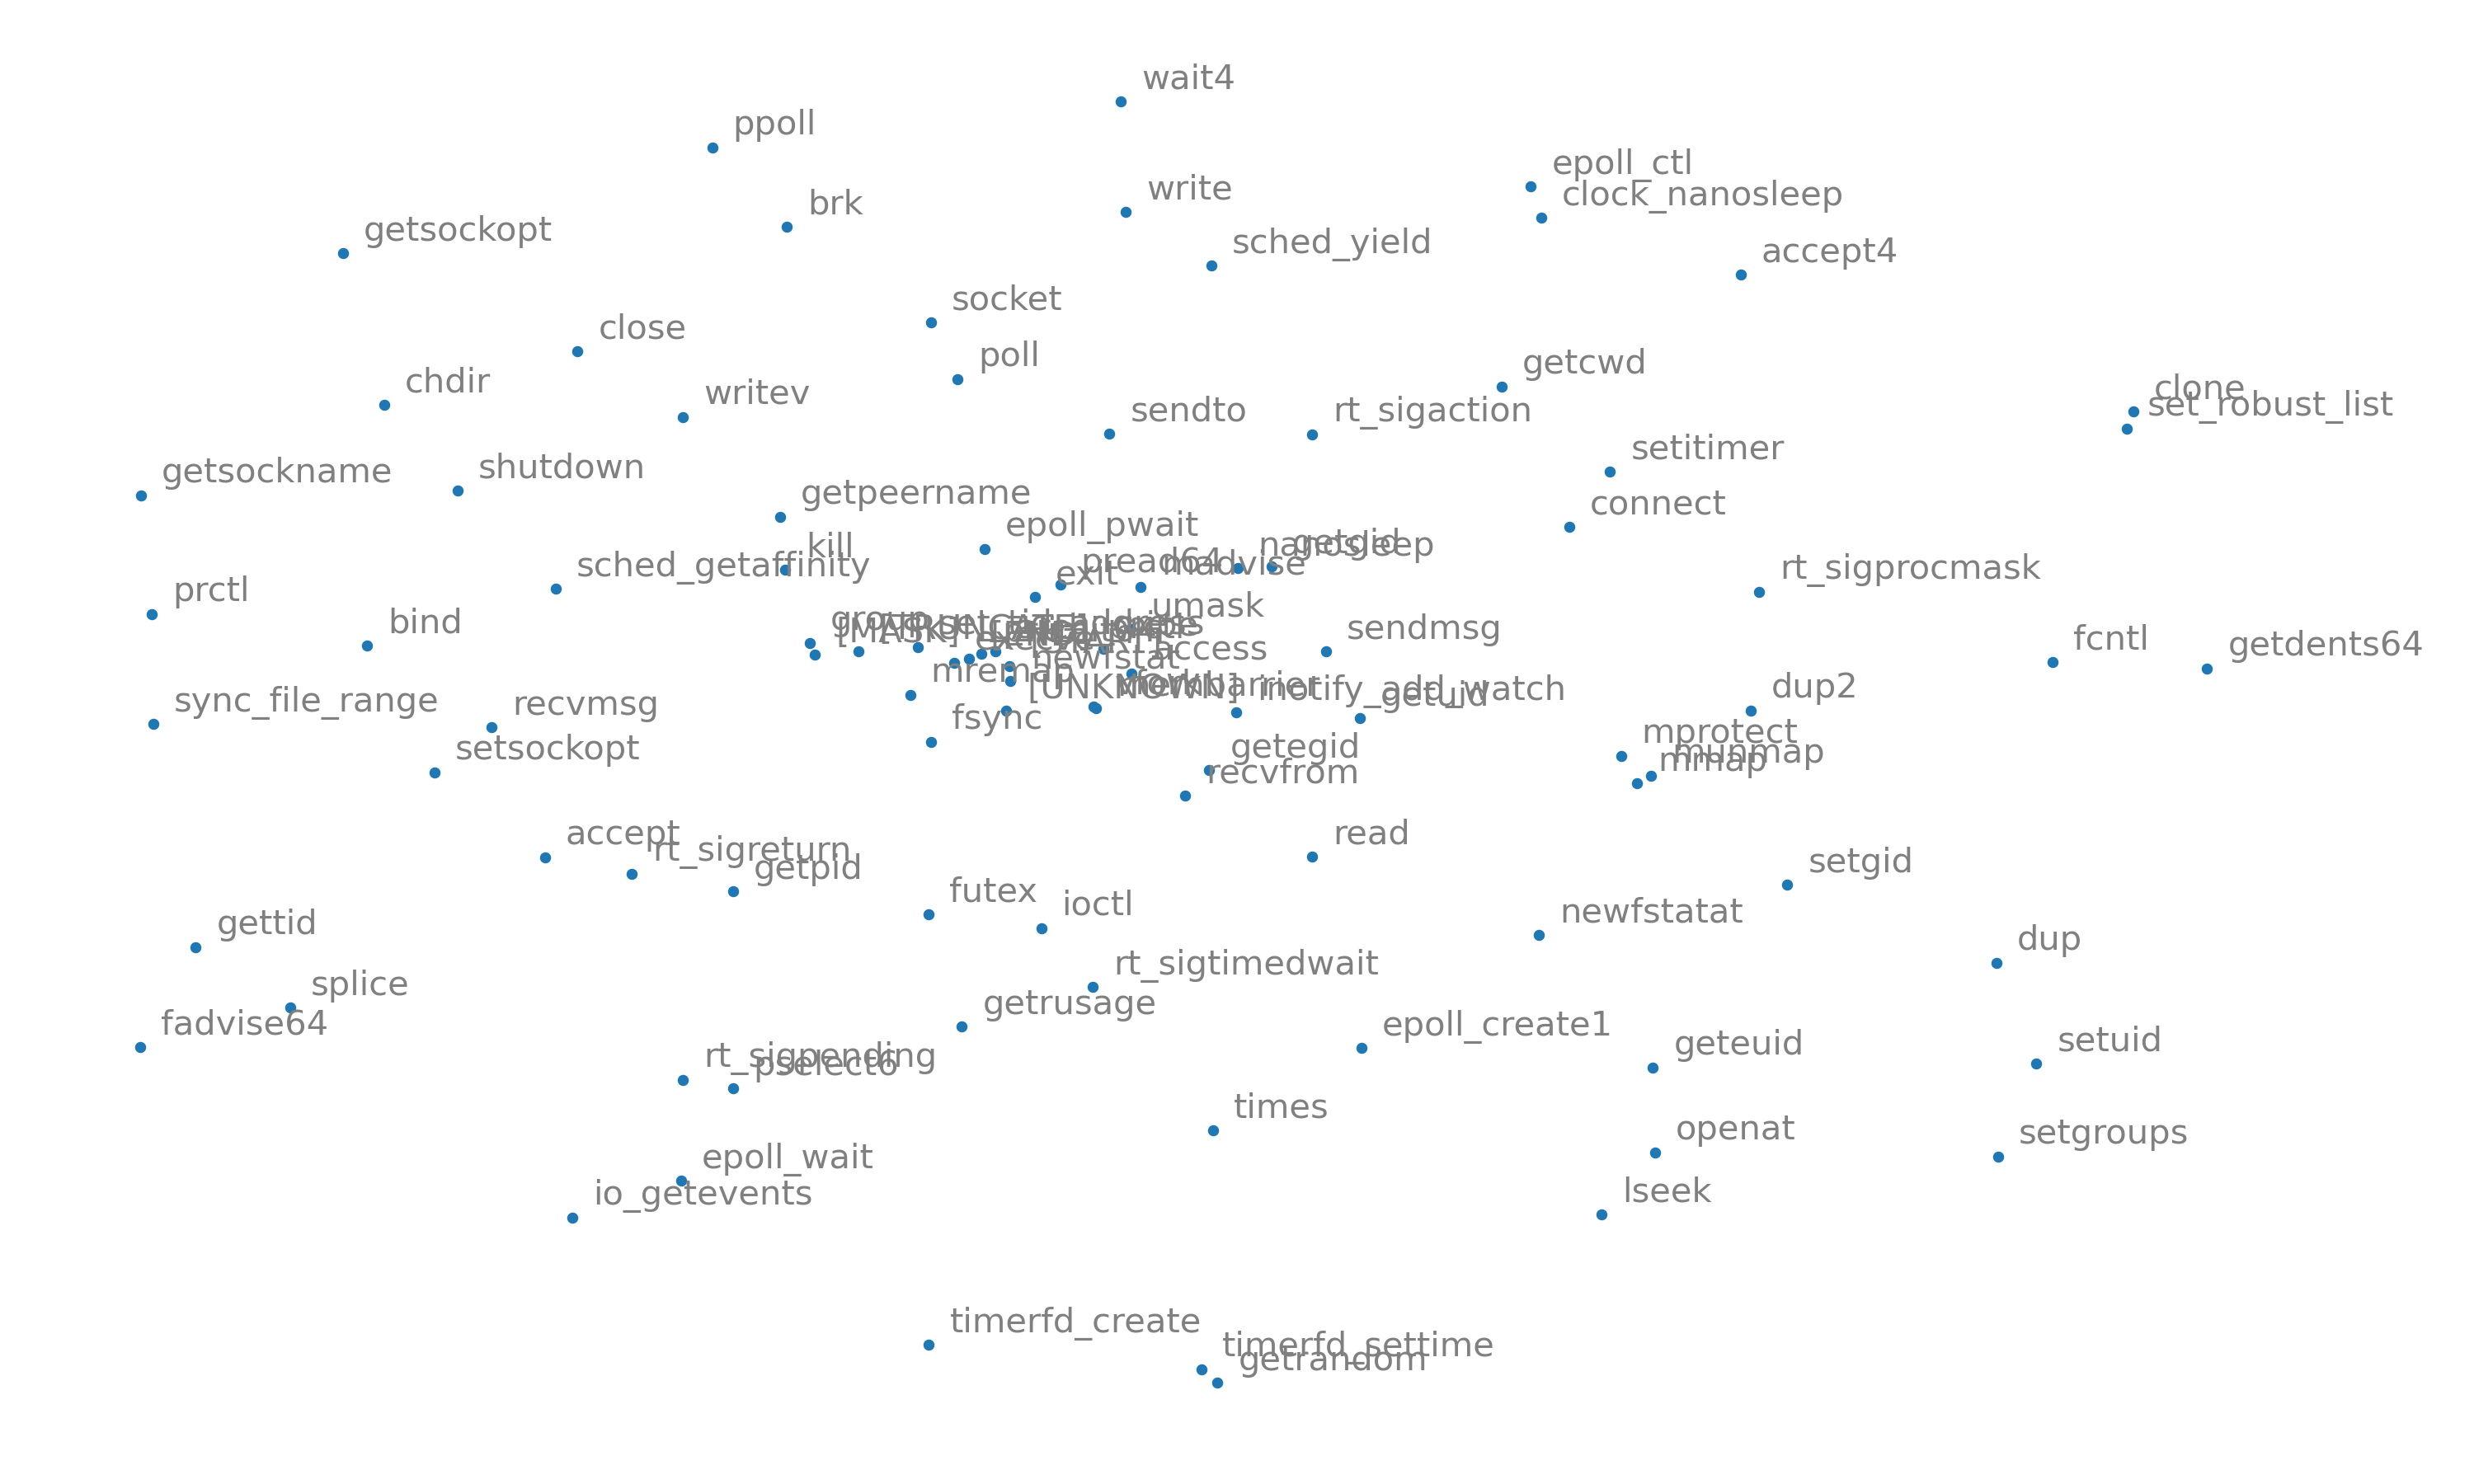 wait4
ppoll
epoll_ctl
write
clock_nanosleep
brk
getsockopt
sched_yield
accept4
socket
close
poll
getcwd
chdir
clone
writev
set_robust_list
sendto
rt_sigaction
setitimer
getsockname
shutdown
getpeername
connect
epoll_pwait
kill
nanosleep
getgid
sched_getaffinity
pread64
madvise
exit
rt_sigprocmask
prctl
umask
bind
sendmsg
access
fcntl
getdents64
newfstat
mremap
[UNKNOWN]
inotify_add_watch
getuid
dup2
sync_file_range
recvmsg
fsync
mprotect
setsockopt
getegid
munmap
mmap
recvfrom
accept
read
rt_sigreturn
getpid
setgid
futex
ioctl
newfstatat
gettid
dup
rt_sigtimedwait
splice
getrusage
fadvise64
epoll_create1
geteuid
setuid
rt_sigpending
pselect6
times
openat
setgroups
epoll_wait
io_getevents
lseek
timerfd_create
timerfd_settime
getrandom